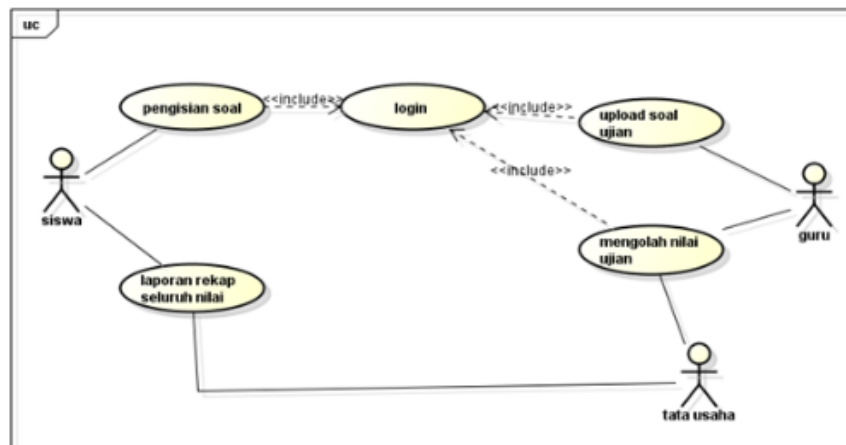 uc
pengisian soal
<<include>>
login
<<include>>
upload soal
ujian
<<include>>
siswa
guru
mengolah nilai
ujian
laporan rekap
seluruh nilai
tata usaha